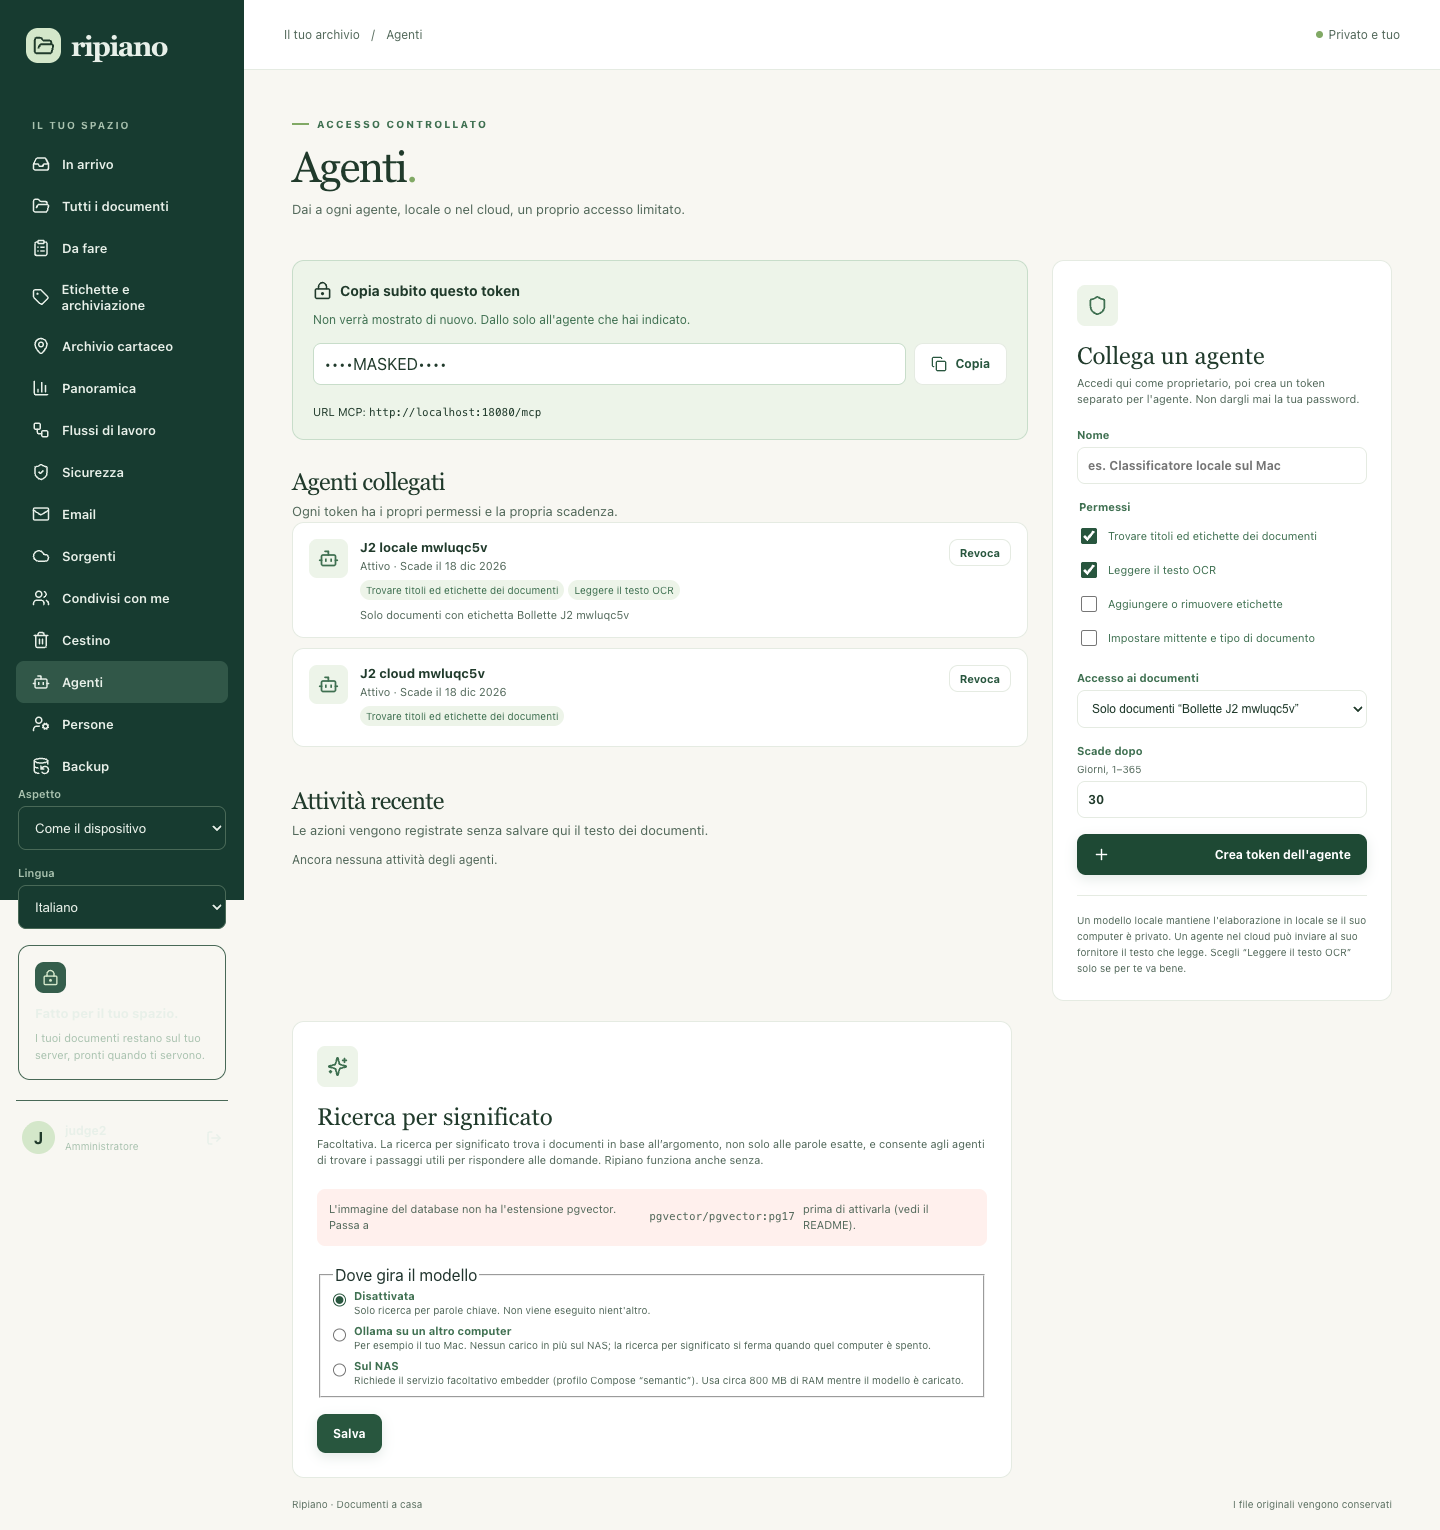 ripiano
IL TUO SPAZIO
In arrivo
Tutti i documenti
Da fare
Etichette e
archiviazione
Archivio cartaceo
Panoramica
Flussi di lavoro
Sicurezza
Email
Sorgenti
Condivisi con me
Cestino
Agenti
Persone
Backup
Aspetto
Come il dispositivo
Lingua
Italiano
Fatto per il tuo spazio.
I tuoi documenti restano sul tuo
server, pronti quando ti servono.
J
judge2
Amministratore
Il tuo archivio / Agenti
Privato e tuo
ACCESSO CONTROLLATO
Agenti.
Dai a ogni agente, locale o nel cloud, un proprio accesso limitato.
Copia subito questo token
Non verrà mostrato di nuovo. Dallo solo all'agente che hai indicato.
••••MASKED••••
Copia
URL MCP: http://localhost:18080/mcp
Agenti collegati
Ogni token ha i propri permessi e la propria scadenza.
J2 locale mwluqc5v
Attivo · Scade il 18 dic 2026
Trovare titoli ed etichette dei documenti
Leggere il testo OCR
Solo documenti con etichetta Bollette J2 mwluqc5v
Revoca
J2 cloud mwluqc5v
Attivo · Scade il 18 dic 2026
Trovare titoli ed etichette dei documenti
Revoca
Attività recente
Le azioni vengono registrate senza salvare qui il testo dei documenti.
Ancora nessuna attività degli agenti.
Collega un agente
Accedi qui come proprietario, poi crea un token
separato per l'agente. Non dargli mai la tua password.
Nome
es. Classificatore locale sul Mac
Permessi
Trovare titoli ed etichette dei documenti
Leggere il testo OCR
Aggiungere o rimuovere etichette
Impostare mittente e tipo di documento
Accesso ai documenti
Solo documenti “Bollette J2 mwluqc5v”
Scade dopo
Giorni, 1–365
30
Crea token dell'agente
Un modello locale mantiene l'elaborazione in locale se il suo
computer è privato. Un agente nel cloud può inviare al suo
fornitore il testo che legge. Scegli “Leggere il testo OCR”
solo se per te va bene.
Ricerca per significato
Facoltativa. La ricerca per significato trova i documenti in base all'argomento, non solo alle parole esatte, e consente agli agenti
di trovare i passaggi utili per rispondere alle domande. Ripiano funziona anche senza.
L'immagine del database non ha l'estensione pgvector.
Passa a
pgvector/pgvector:pg17
prima di attivarla (vedi il
README).
Dove gira il modello
Disattivata
Solo ricerca per parole chiave. Non viene eseguito nient'altro.
Ollama su un altro computer
Per esempio il tuo Mac. Nessun carico in più sul NAS; la ricerca per significato si ferma quando quel computer è spento.
Sul NAS
Richiede il servizio facoltativo embedder (profilo Compose “semantic”). Usa circa 800 MB di RAM mentre il modello è caricato.
Salva
Ripiano · Documenti a casa
I file originali vengono conservati